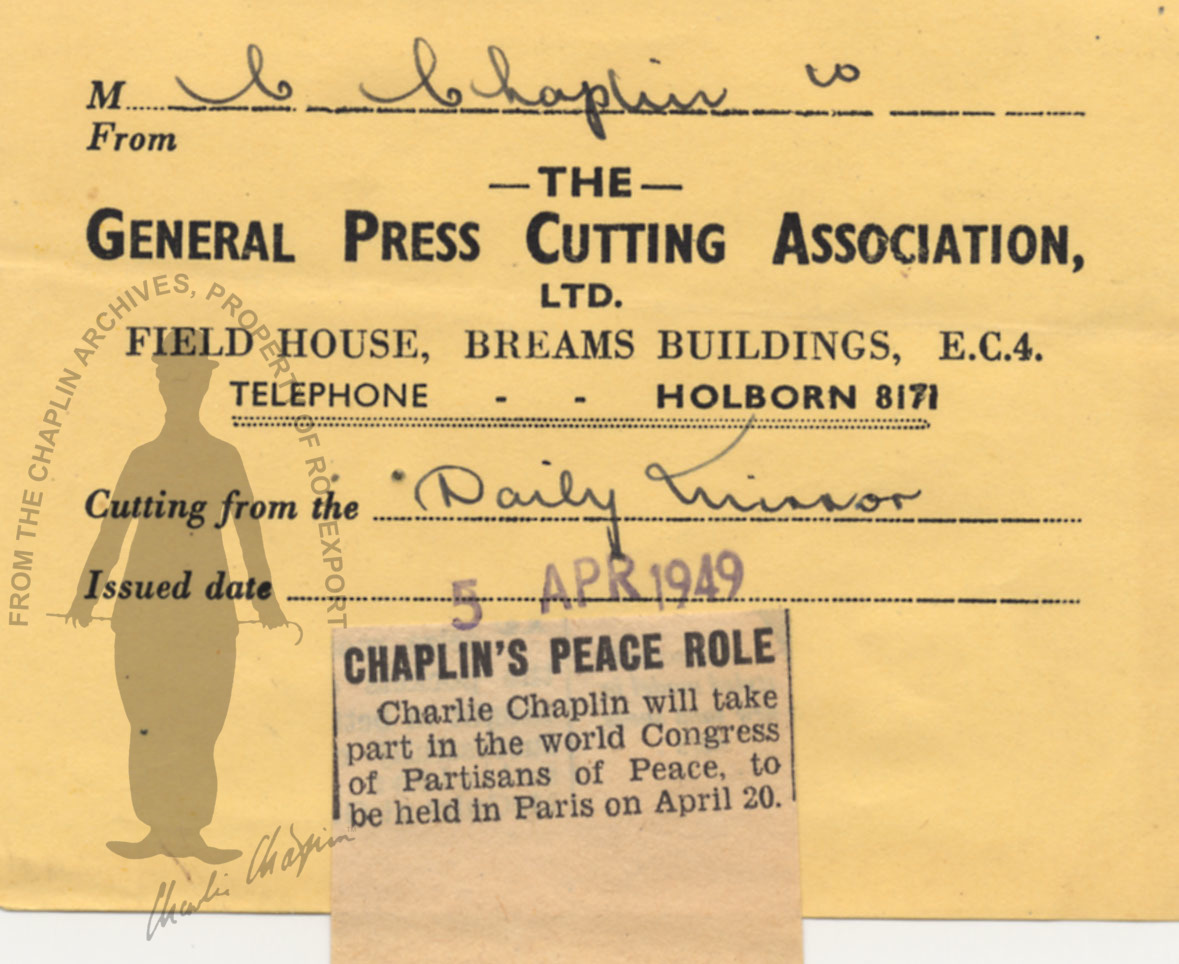 M C Chaplin
From
—THE—
GENERAL PRESS CUTTING ASSOCIATION,
LTD.
FIELD HOUSE, BREAMS BUILDINGS, E.C.4.
TELEPHONE - - HOLBORN 8171
Cutting from the Daily Mirror
Issued date 5 APR 1949
CHAPLIN'S PEACE ROLE
Charlie Chaplin will take
part in the world Congress
of Partisans of Peace, to
be held in Paris on April 20.
FROM THE CHAPLIN ARCHIVES, PROPERTY OF ROY EXPORT
Charlie Chaplin